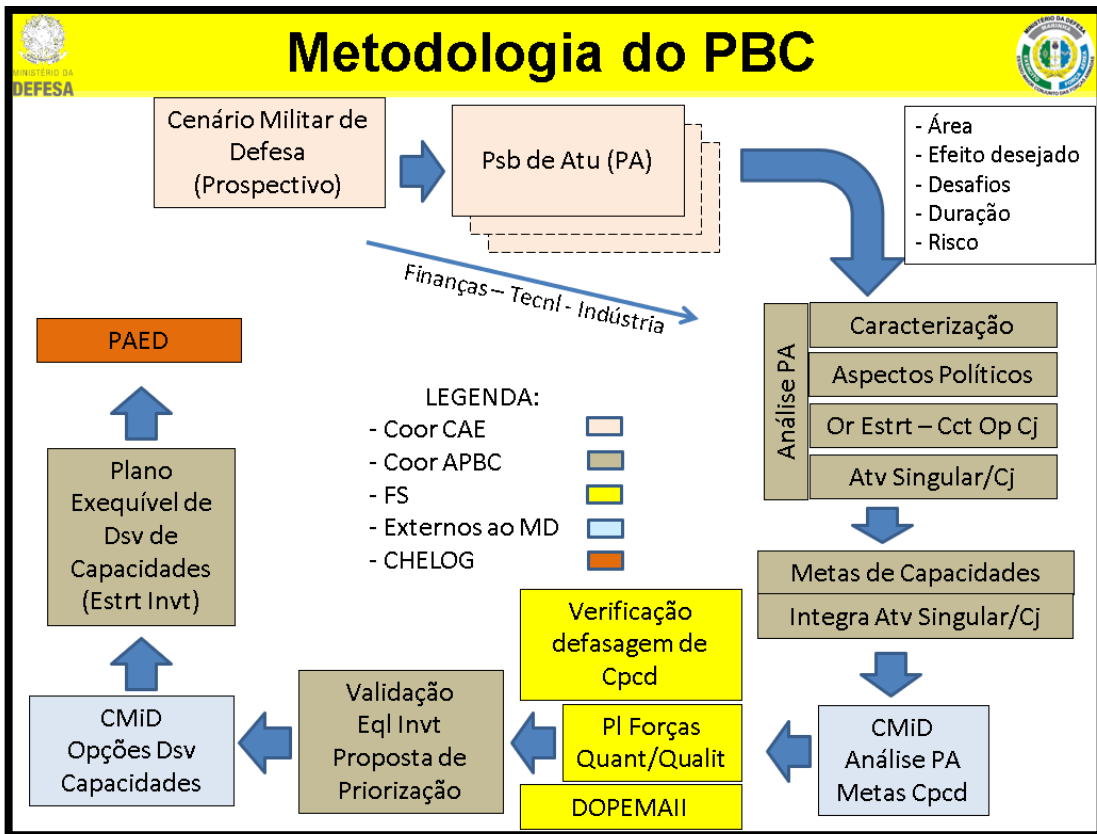 Metodologia do PBC
MINISTÉRIO DA
DEFESA
MINISTÉRIO DA DEFESA
Cenário Militar de
Defesa
(Prospectivo)
Psb de Atu (PA)
- Área
- Efeito desejado
- Desafios
- Duração
- Risco
Finanças – Tecnl - Indústria
Análise PA
Caracterização
Aspectos Políticos
Or Estrt – Cct Op Cj
Atv Singular/Cj
Metas de Capacidades
Integra Atv Singular/Cj
CMiD
Análise PA
Metas Cpcd
Verificação
defasagem de
Cpcd
Pl Forças
Quant/Qualit
DOPEMAII
Validação
Eql Invt
Proposta de
Priorização
CMiD
Opções Dsv
Capacidades
Plano
Exequível de
Dsv de
Capacidades
(Estrt Invt)
PAED
LEGENDA:
- Coor CAE
- Coor APBC
- FS
- Externos ao MD
- CHELOG